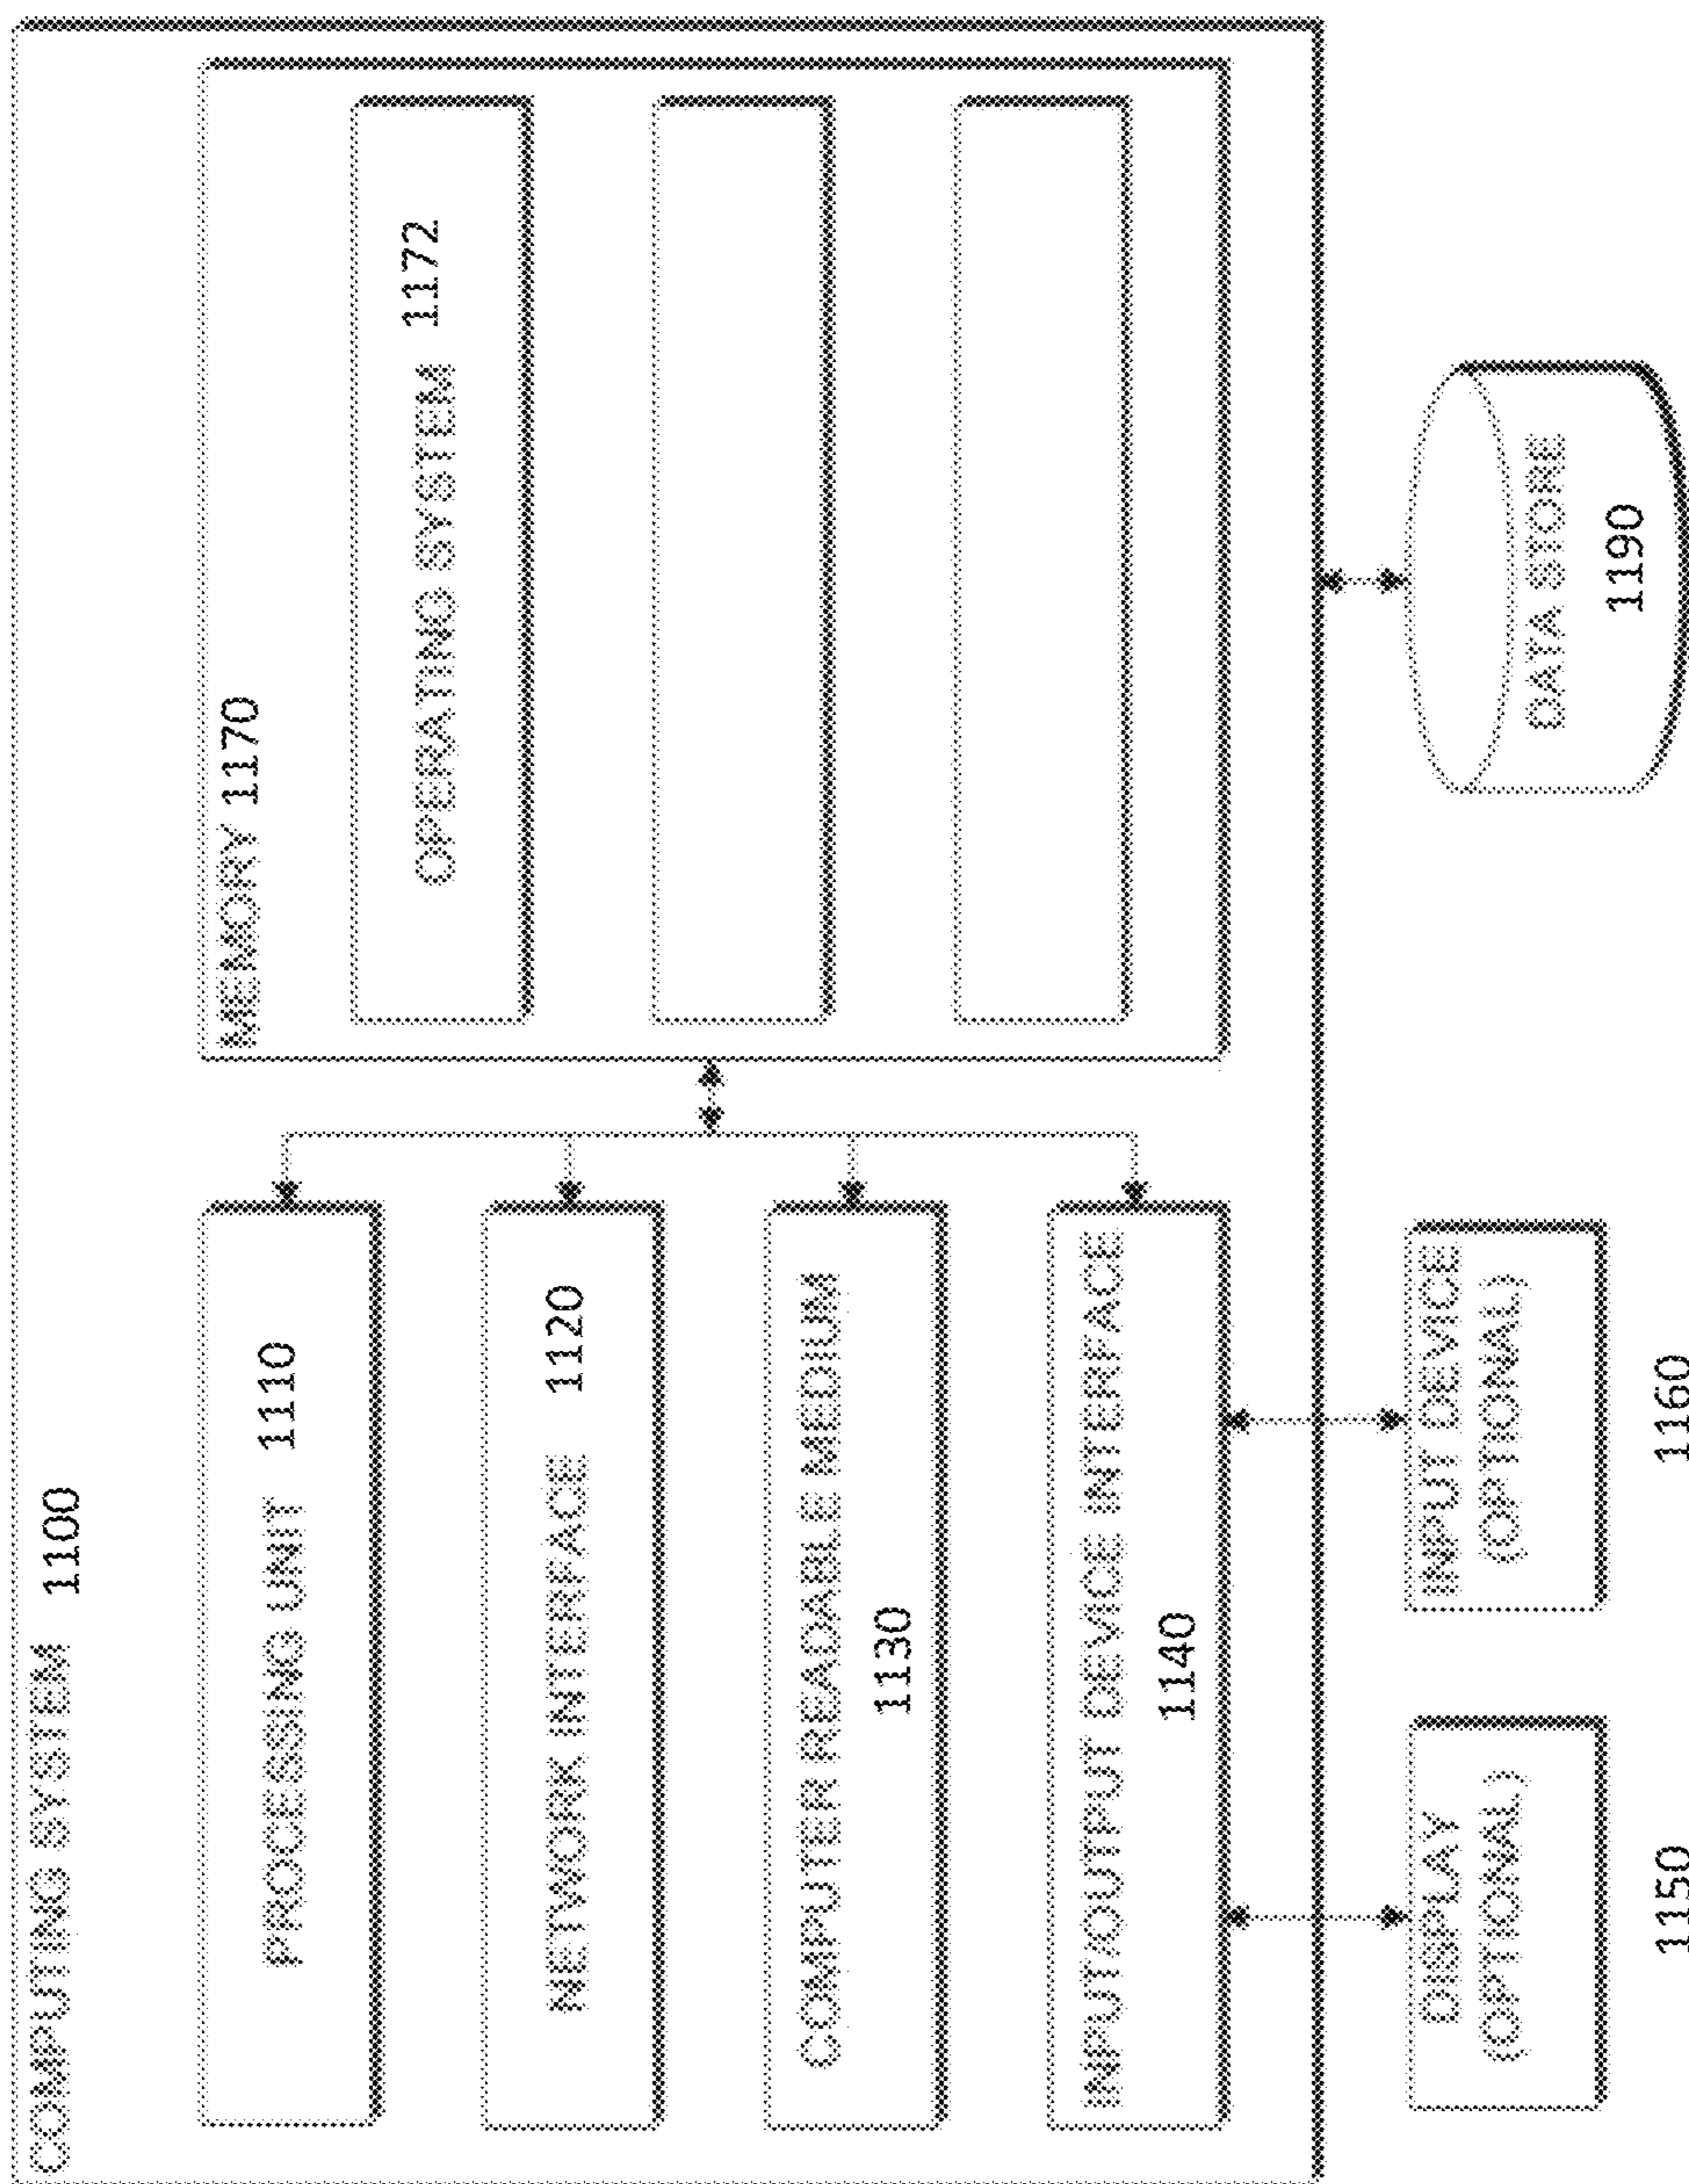 COMPUTING SYSTEM 1100
PROCESSING UNIT 1110
NETWORK INTERFACE 1120
COMPUTER READABLE MEDIUM
1130
INPUT/OUTPUT DEVICE INTERFACE
1140
MEMORY 1170
OPERATING SYSTEM 1172
DISPLAY
(OPTIONAL)
1150
INPUT DEVICE
(OPTIONAL)
1160
DATA STORE
1190